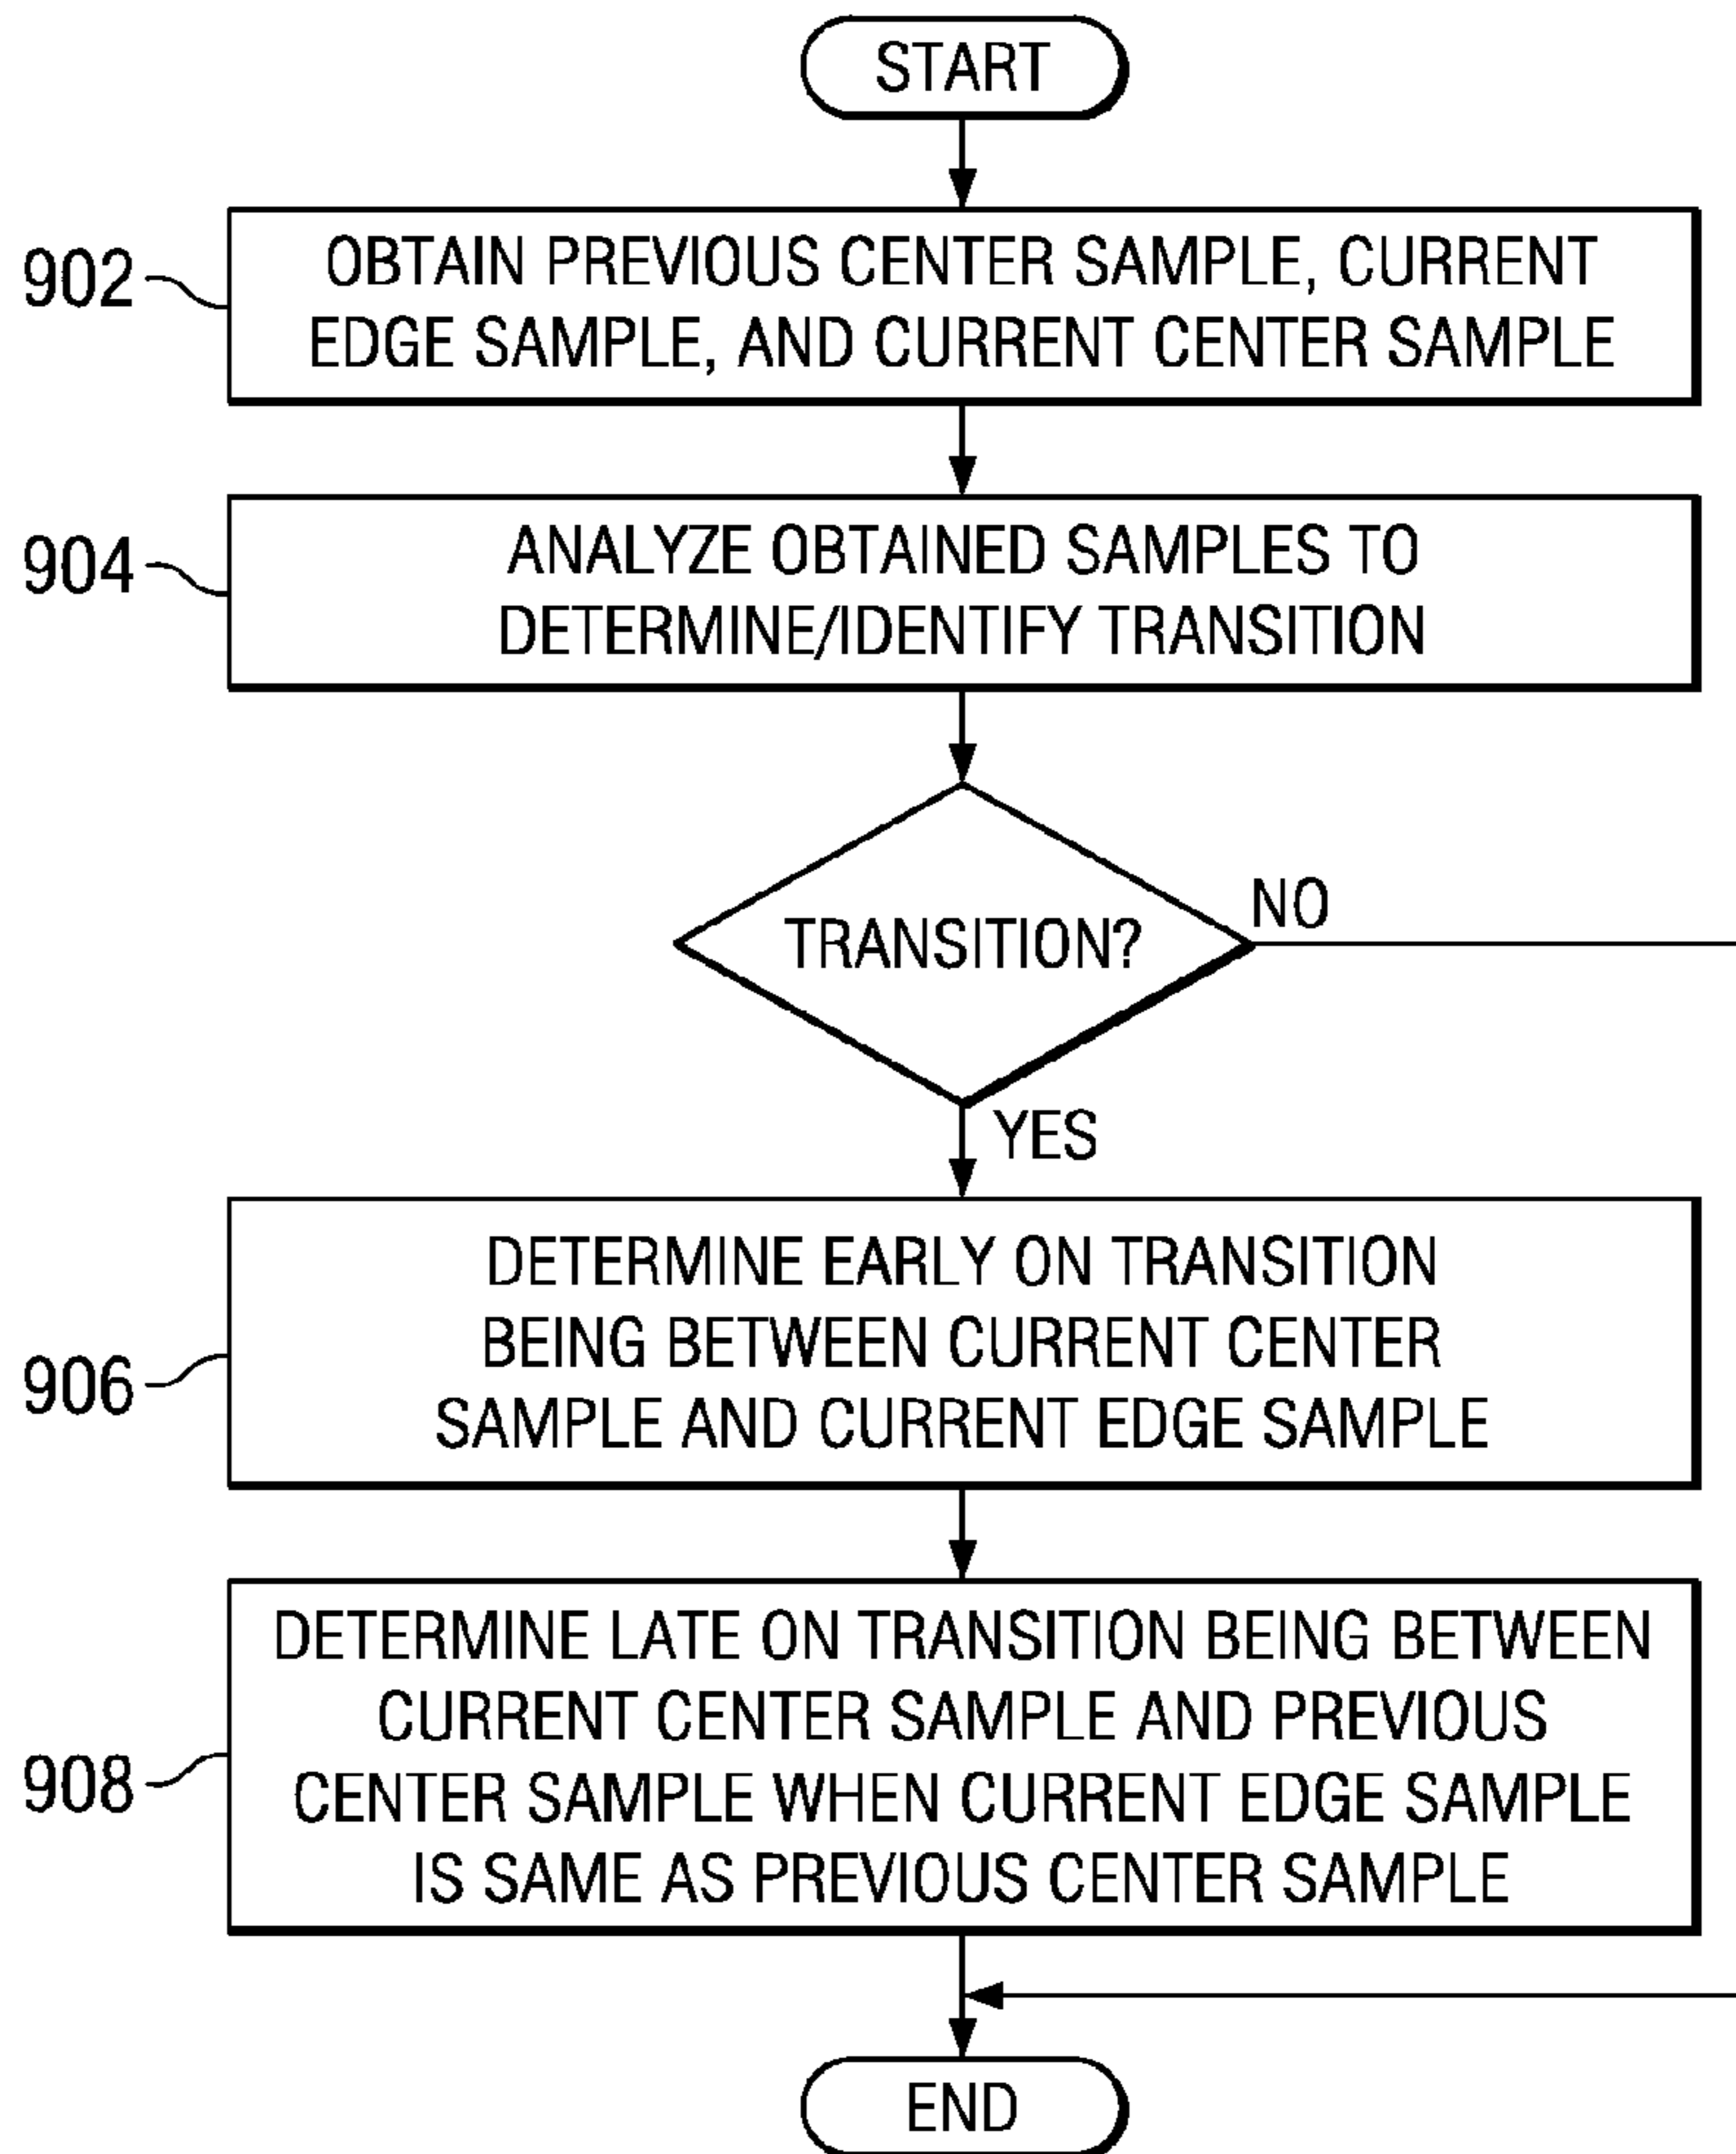 START
902
OBTAIN PREVIOUS CENTER SAMPLE, CURRENT
EDGE SAMPLE, AND CURRENT CENTER SAMPLE
904
ANALYZE OBTAINED SAMPLES TO
DETERMINE/IDENTIFY TRANSITION
TRANSITION?
NO
YES
906
DETERMINE EARLY ON TRANSITION
BEING BETWEEN CURRENT CENTER
SAMPLE AND CURRENT EDGE SAMPLE
908
DETERMINE LATE ON TRANSITION BEING BETWEEN
CURRENT CENTER SAMPLE AND PREVIOUS
CENTER SAMPLE WHEN CURRENT EDGE SAMPLE
IS SAME AS PREVIOUS CENTER SAMPLE
END